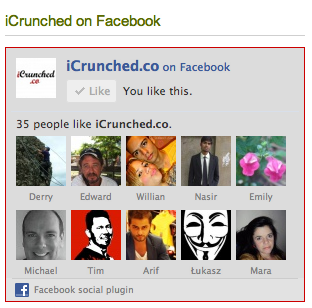 iCrunched on Facebook
iCrunched
.co
iCrunched.co on Facebook
Like You like this.
35 people like iCrunched.co.
Derry Edward Willian Nasir Emily
Michael Tim Arif Łukasz Mara
Facebook social plugin